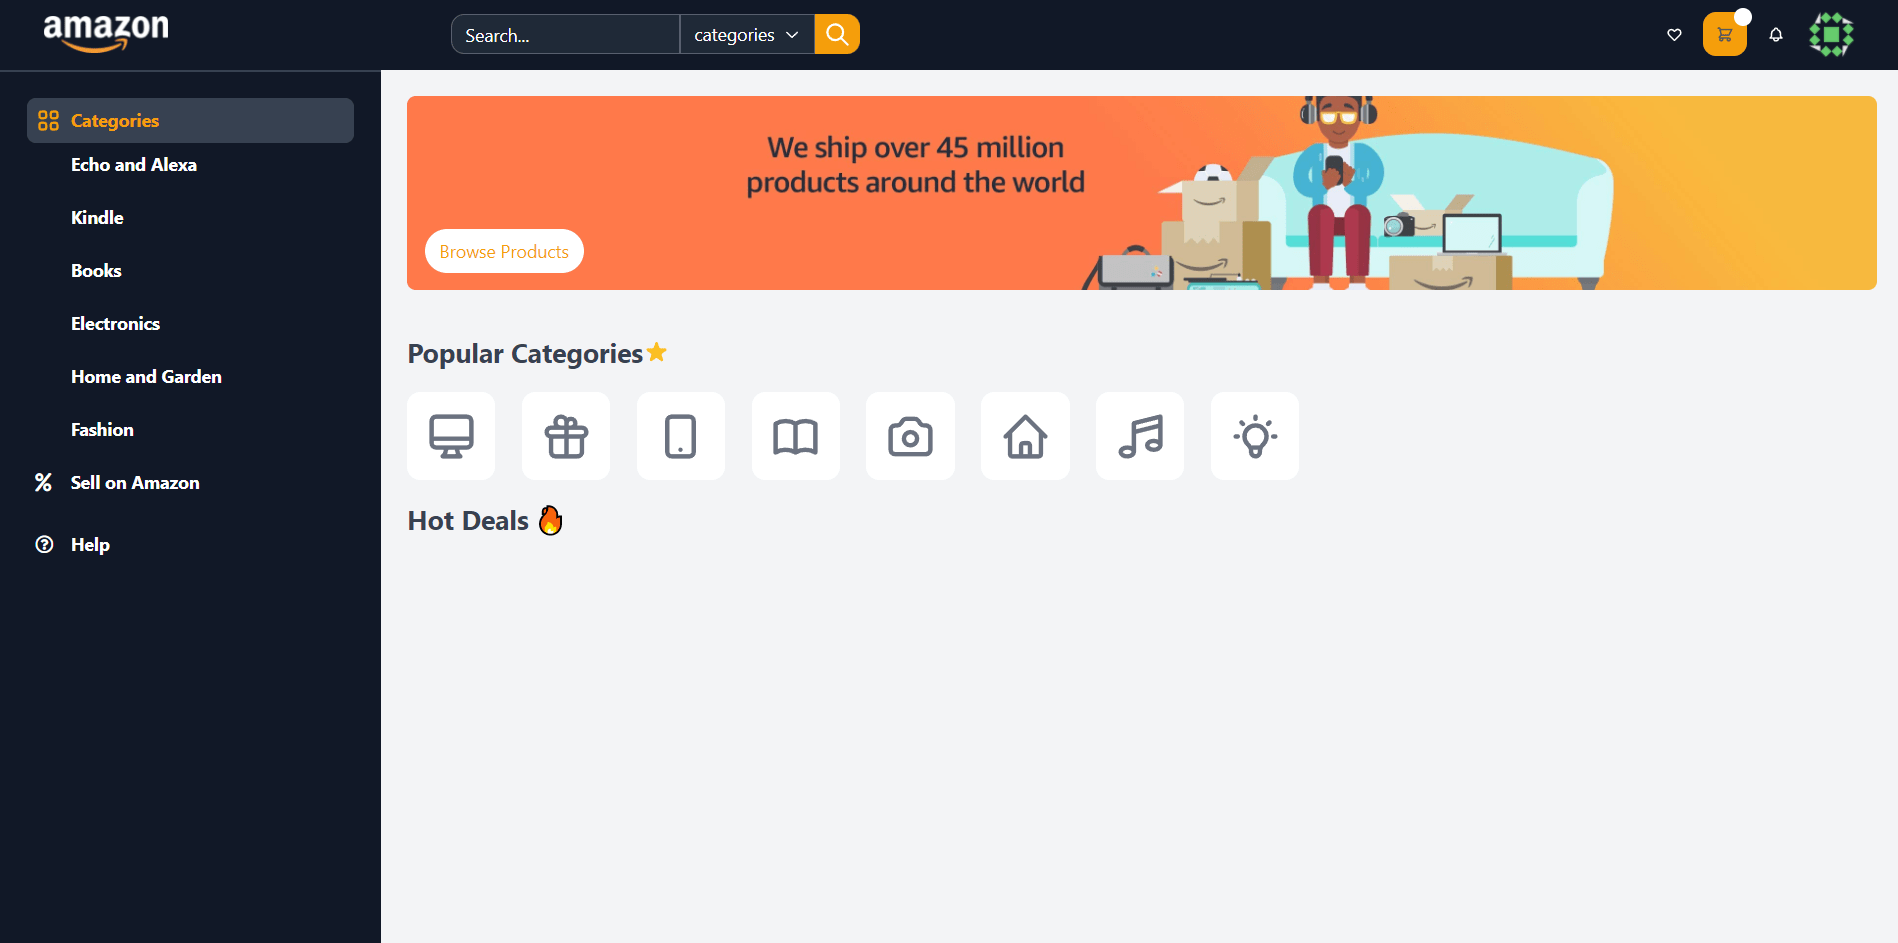 amazon
Search...
categories
Categories
Echo and Alexa
Kindle
Books
Electronics
Home and Garden
Fashion
Sell on Amazon
Help
We ship over 45 million
products around the world
Browse Products
Popular Categories
Hot Deals